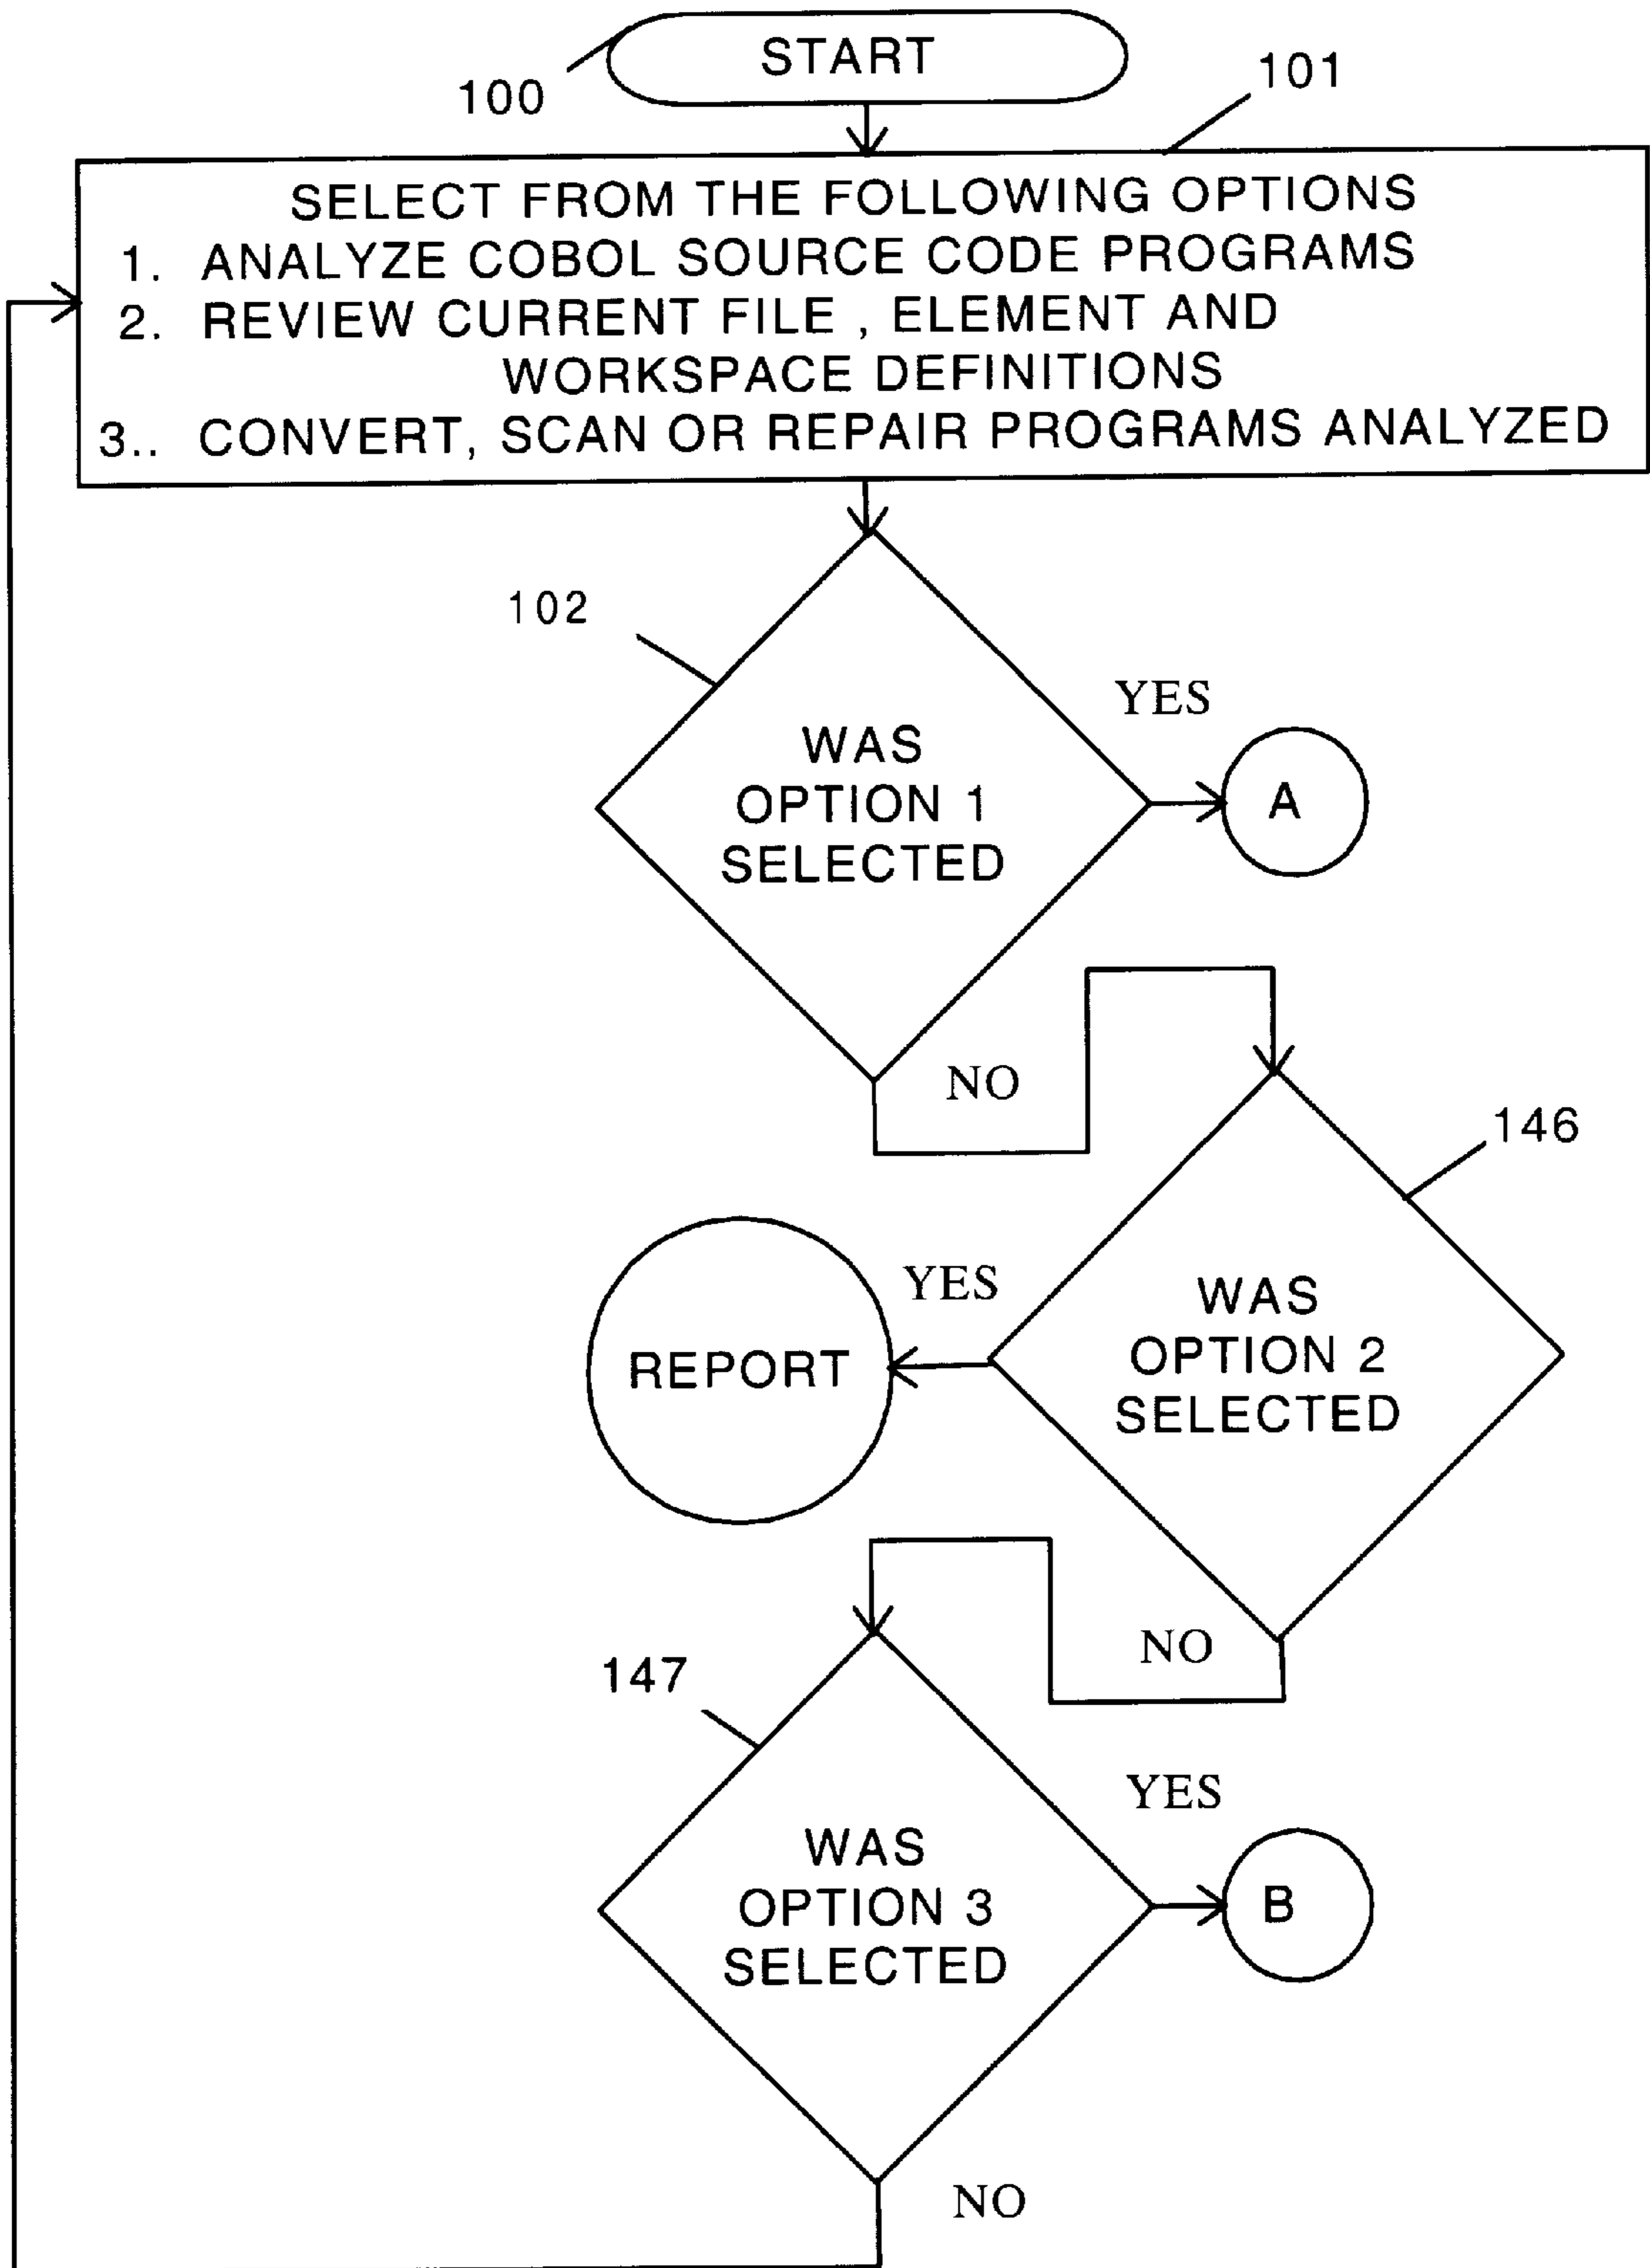 START
100
101
SELECT FROM THE FOLLOWING OPTIONS
1. ANALYZE COBOL SOURCE CODE PROGRAMS
2. REVIEW CURRENT FILE , ELEMENT AND
WORKSPACE DEFINITIONS
3.. CONVERT, SCAN OR REPAIR PROGRAMS ANALYZED
102
YES
WAS
OPTION 1
SELECTED
A
NO
146
YES
WAS
OPTION 2
SELECTED
REPORT
NO
147
YES
WAS
OPTION 3
SELECTED
B
NO